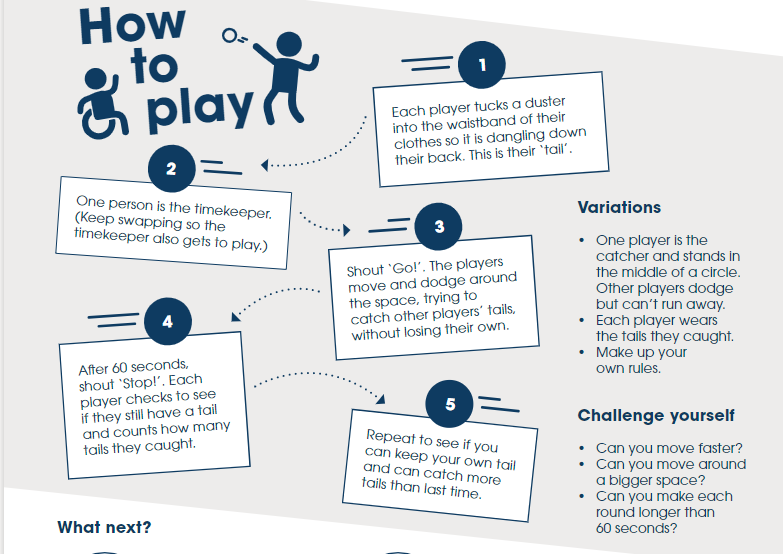 How
to
play
1
Each player tucks a duster
into the waistband of their
clothes so it is dangling down
their back. This is their ‘tail’.
2
One person is the timekeeper.
(Keep swapping so the
timekeeper also gets to play.)
3
Shout ‘Go!’. The players
move and dodge around
the space, trying to
catch other players’ tails,
without losing their own.
4
After 60 seconds,
shout ‘Stop!’. Each
player checks to see
if they still have a tail
and counts how many
tails they caught.
5
Repeat to see if you
can keep your own tail
and can catch more
tails than last time.
Variations
• One player is the
catcher and stands in
the middle of a circle.
Other players dodge
but can’t run away.
• Each player wears
the tails they caught.
• Make up your
own rules.
Challenge yourself
• Can you move faster?
• Can you move around
a bigger space?
• Can you make each
round longer than
60 seconds?
What next?